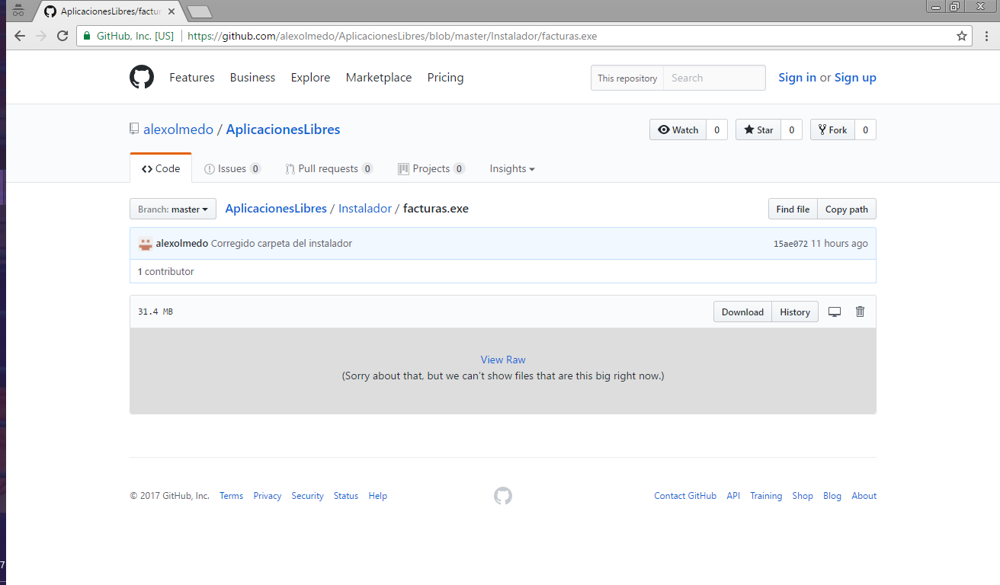 AplicacionesLibres/factur
GitHub, Inc. [US] https://github.com/alexolmedo/AplicacionesLibres/blob/master/Instalador/facturas.exe
Features Business Explore Marketplace Pricing This repository Search Sign in or Sign up
alexolmedo / AplicacionesLibres Watch 0 Star 0 Fork 0
Code Issues 0 Pull requests 0 Projects 0 Insights
Branch: master AplicacionesLibres / Instalador / facturas.exe Find file Copy path
alexolmedo Corregido carpeta del instalador 15ae072 11 hours ago
1 contributor
31.4 MB Download History
View Raw
(Sorry about that, but we can't show files that are this big right now.)
© 2017 GitHub, Inc. Terms Privacy Security Status Help Contact GitHub API Training Shop Blog About
7